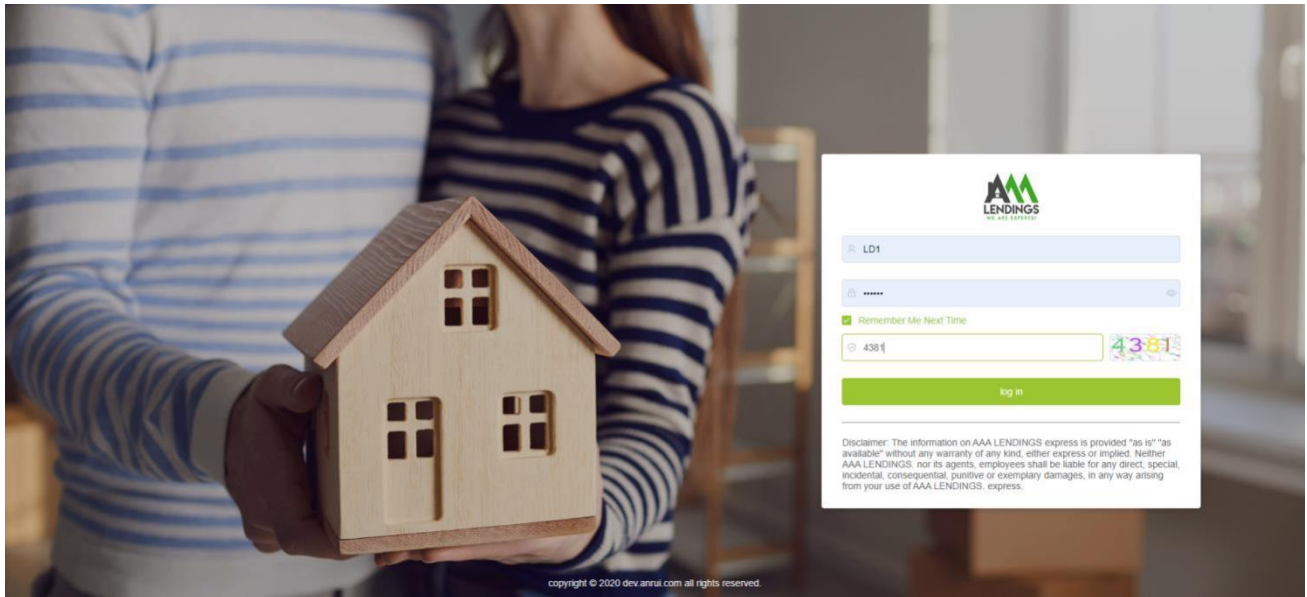 AAA
LENDINGS
WE ARE EXPERTS!
LD1
••••••
Remember Me Next Time
4381
4381
log in
Disclaimer: The information on AAA LENDINGS express is provided "as is" "as
available" without any warranty of any kind, either express or implied. Neither
AAA LENDINGS. nor its agents, employees shall be liable for any direct, special,
incidental, consequential, punitive or exemplary damages, in any way arising
from your use of AAA LENDINGS. express.
copyright © 2020 dev.anrui.com all rights reserved.